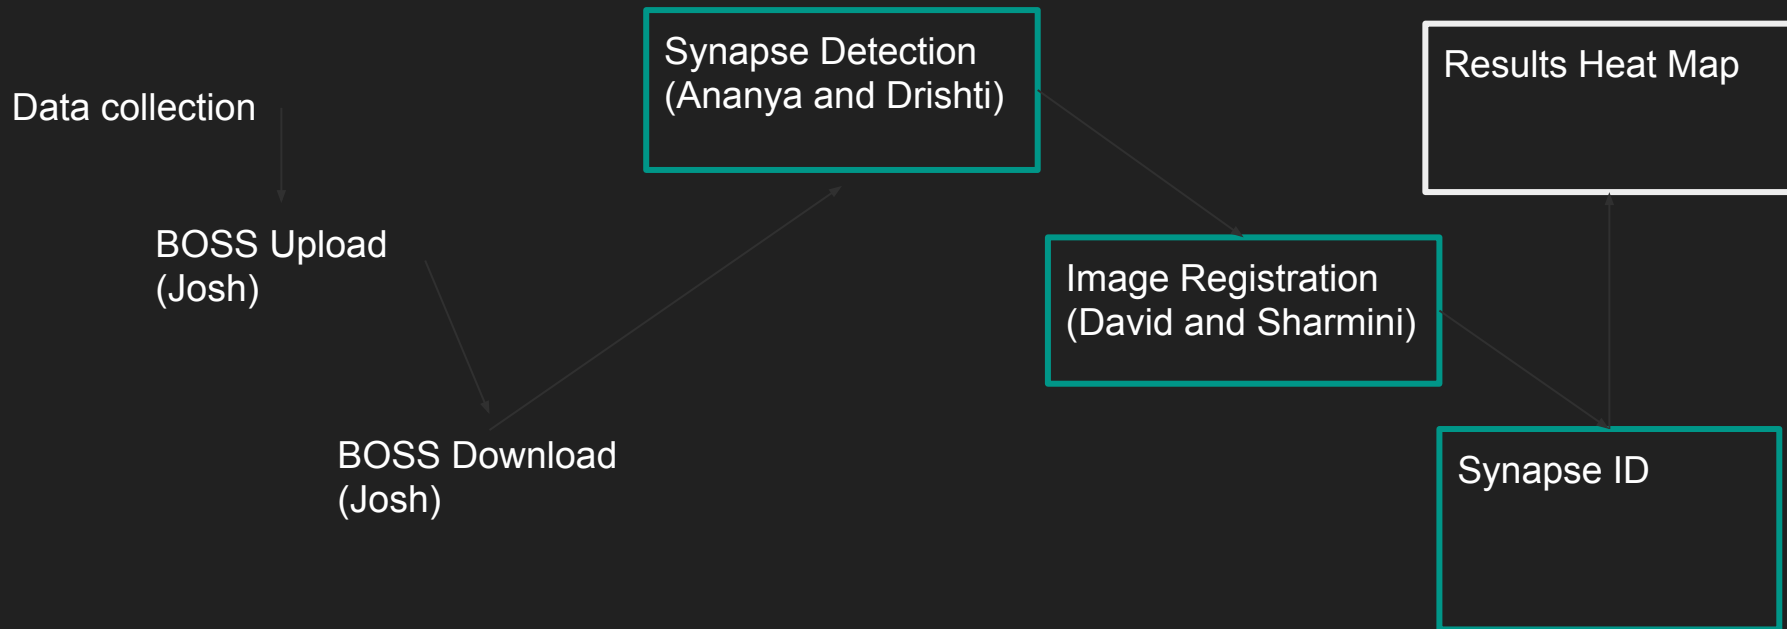 Data collection
BOSS Upload
(Josh)
BOSS Download
(Josh)
Synapse Detection
(Ananya and Drishti)
Image Registration
(David and Sharmini)
Synapse ID
Results Heat Map